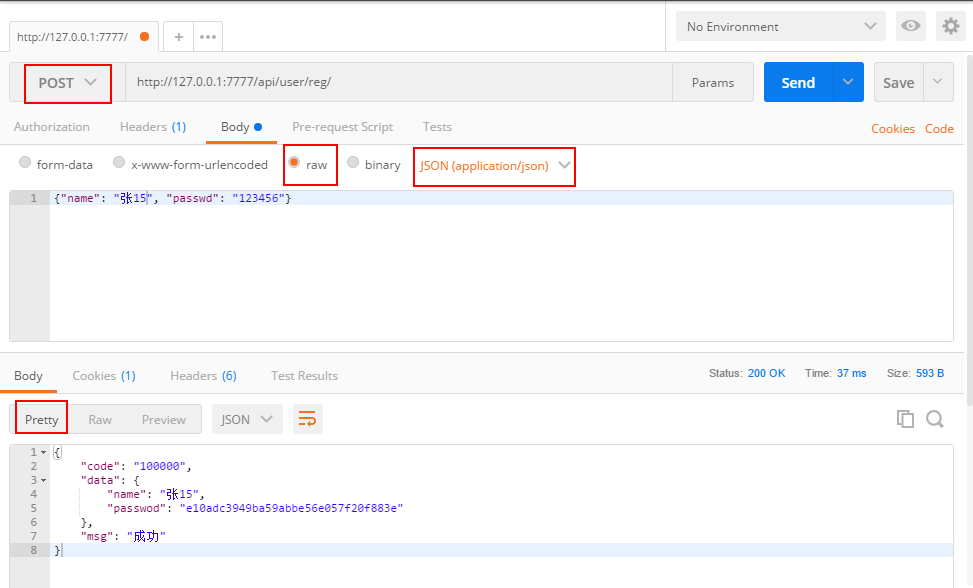 http://127.0.0.1:7777/ + ••• No Environment
POST http://127.0.0.1:7777/api/user/reg/ Params Send Save
Authorization Headers (1) Body Pre-request Script Tests Cookies Code
form-data x-www-form-urlencoded raw binary JSON (application/json)
1 {"name": "张15", "passwd": "123456"}
Body Cookies (1) Headers (6) Test Results Status: 200 OK Time: 37 ms Size: 593 B
Pretty Raw Preview JSON
1 {
2 "code": "100000",
3 "data": {
4 "name": "张15",
5 "passwod": "e10adc3949ba59abbe56e057f20f883e"
6 },
7 "msg": "成功"
8 }